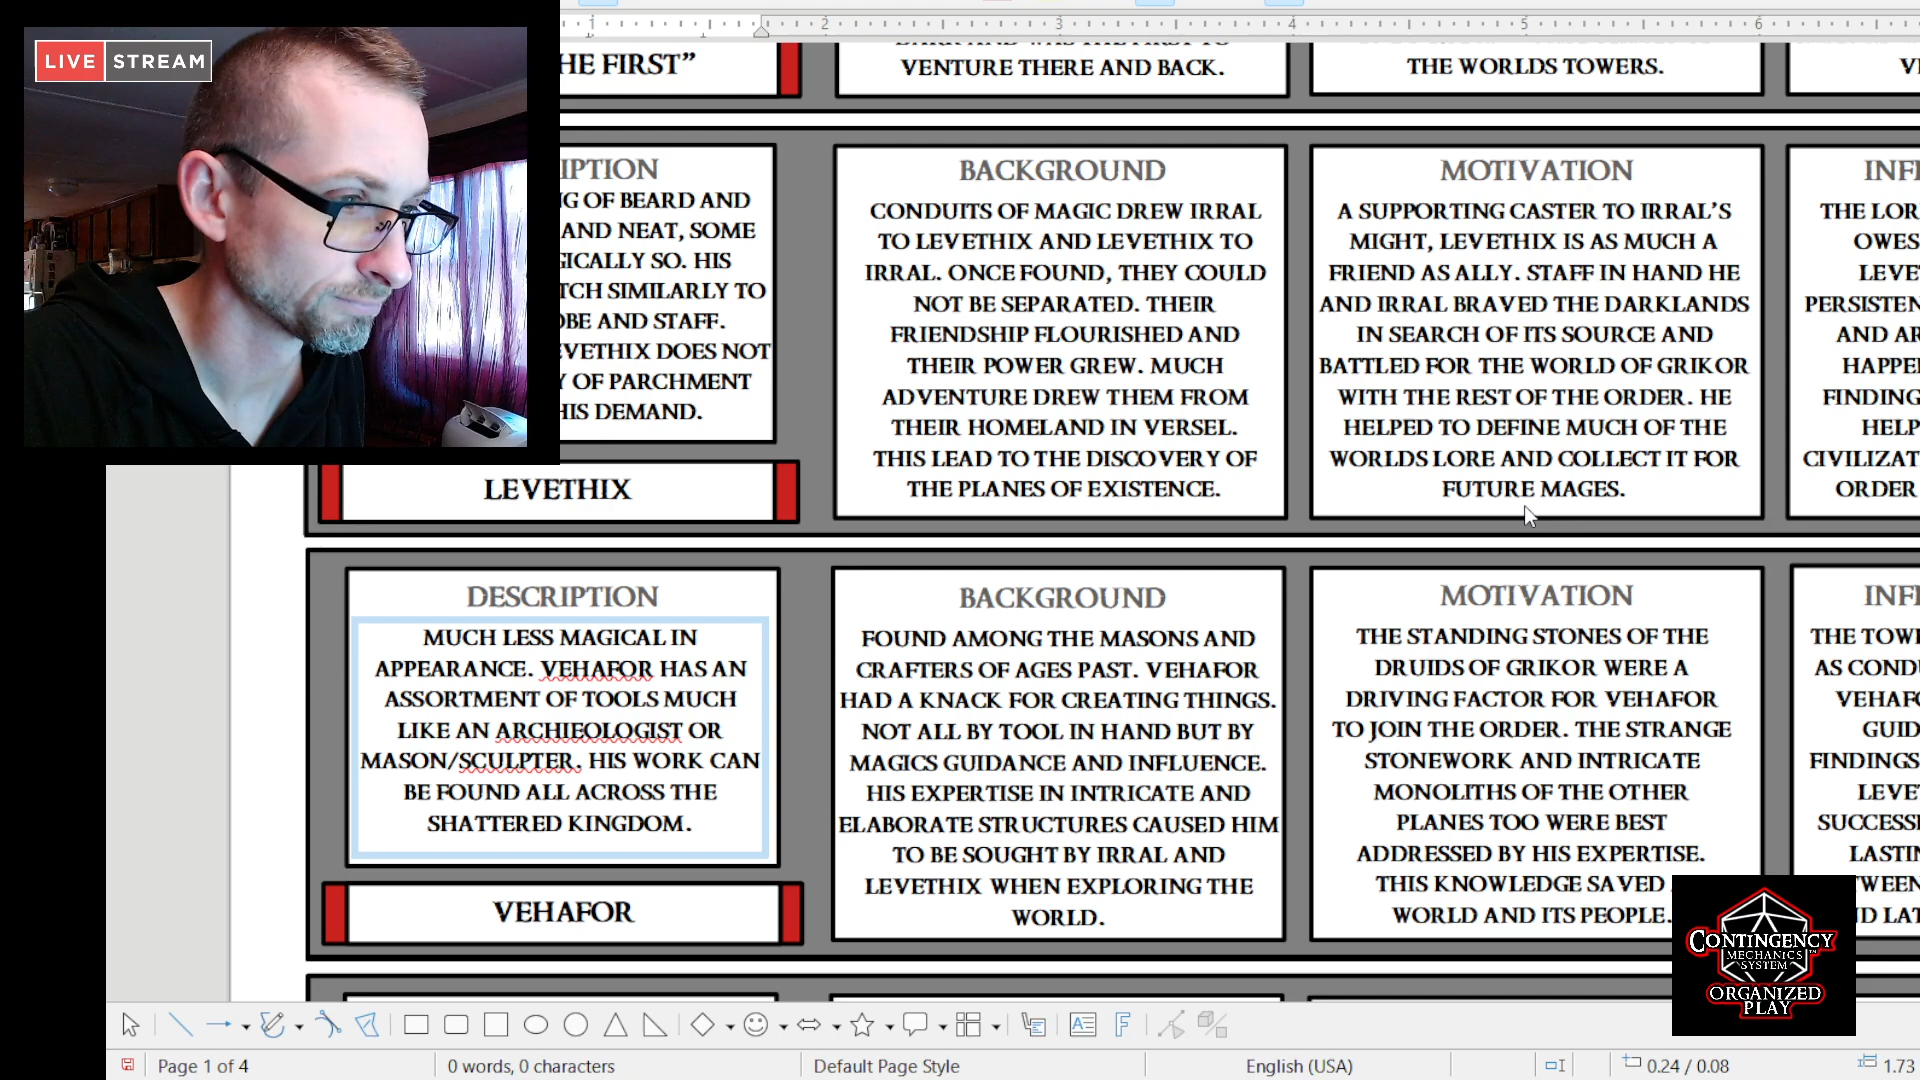 LIVE STREAM
1 2 3 4 5 6
HE FIRST”
VENTURE THERE AND BACK.
THE WORLDS TOWERS.
IPTION
G OF BEARD AND
AND NEAT, SOME
GICALLY SO. HIS
TCH SIMILARLY TO
OBE AND STAFF.
EVETHIX DOES NOT
Y OF PARCHMENT
HIS DEMAND.
LEVETHIX
BACKGROUND
CONDUITS OF MAGIC DREW IRRAL
TO LEVETHIX AND LEVETHIX TO
IRRAL. ONCE FOUND, THEY COULD
NOT BE SEPARATED. THEIR
FRIENDSHIP FLOURISHED AND
THEIR POWER GREW. MUCH
ADVENTURE DREW THEM FROM
THEIR HOMELAND IN VERSEL.
THIS LEAD TO THE DISCOVERY OF
THE PLANES OF EXISTENCE.
MOTIVATION
A SUPPORTING CASTER TO IRRAL’S
MIGHT, LEVETHIX IS AS MUCH A
FRIEND AS ALLY. STAFF IN HAND HE
AND IRRAL BRAVED THE DARKLANDS
IN SEARCH OF ITS SOURCE AND
BATTLED FOR THE WORLD OF GRIKOR
WITH THE REST OF THE ORDER. HE
HELPED TO DEFINE MUCH OF THE
WORLDS LORE AND COLLECT IT FOR
FUTURE MAGES.
INF
THE LOR
OWES
LEVE
PERSISTEN
AND AR
HAPPE
FINDING
HELP
CIVILIZAT
ORDER
DESCRIPTION
MUCH LESS MAGICAL IN
APPEARANCE. VEHAFOR HAS AN
ASSORTMENT OF TOOLS MUCH
LIKE AN ARCHIEOLOGIST OR
MASON/SCULPTER. HIS WORK CAN
BE FOUND ALL ACROSS THE
SHATTERED KINGDOM.
VEHAFOR
BACKGROUND
FOUND AMONG THE MASONS AND
CRAFTERS OF AGES PAST. VEHAFOR
HAD A KNACK FOR CREATING THINGS.
NOT ALL BY TOOL IN HAND BUT BY
MAGICS GUIDANCE AND INFLUENCE.
HIS EXPERTISE IN INTRICATE AND
ELABORATE STRUCTURES CAUSED HIM
TO BE SOUGHT BY IRRAL AND
LEVETHIX WHEN EXPLORING THE
WORLD.
MOTIVATION
THE STANDING STONES OF THE
DRUIDS OF GRIKOR WERE A
DRIVING FACTOR FOR VEHAFOR
TO JOIN THE ORDER. THE STRANGE
STONEWORK AND INTRICATE
MONOLITHS OF THE OTHER
PLANES TOO WERE BEST
ADDRESSED BY HIS EXPERTISE.
THIS KNOWLEDGE SAVED
WORLD AND ITS PEOPLE.
INF
THE TOW
AS COND
VEHAF
GUID
FINDINGS
LEVE
SUCCESS
LASTIN
WEEN
D LAT
CONTINGENCY
MECHANICS
SYSTEM
ORGANIZED
PLAY
Page 1 of 4
0 words, 0 characters
Default Page Style
English (USA)
0.24 / 0.08
1.73